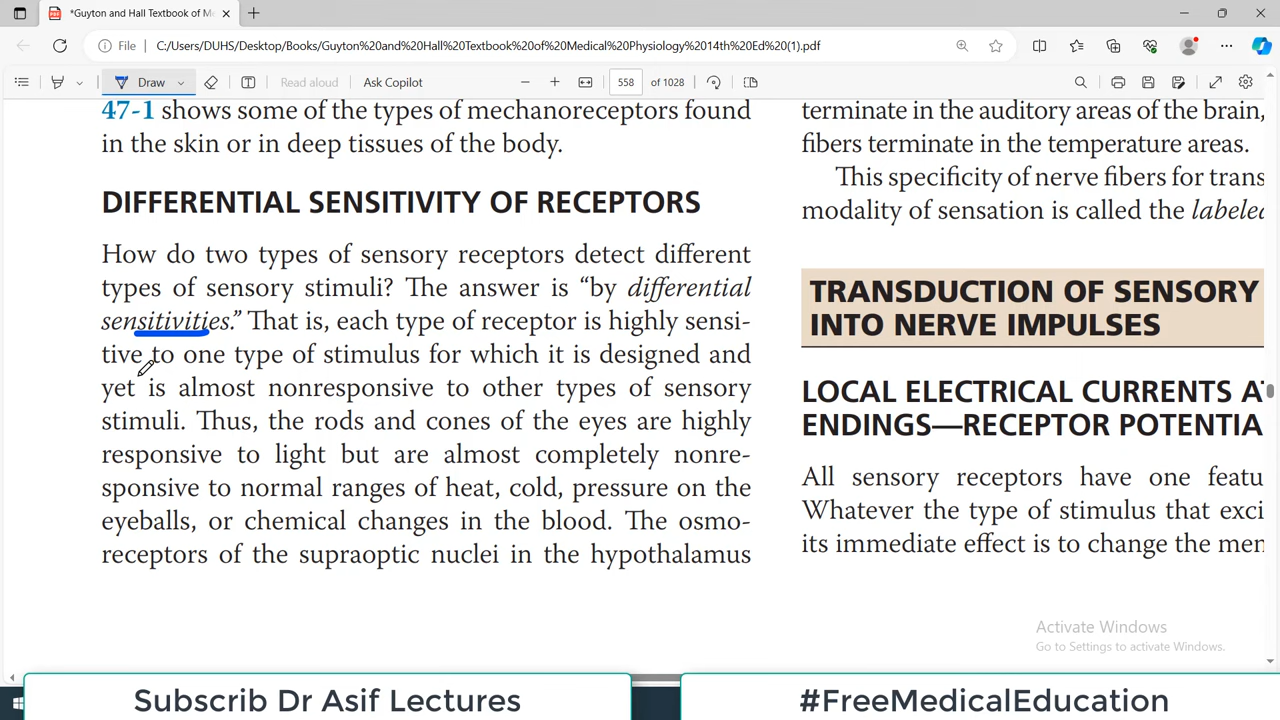 *Guyton and Hall Textbook of Me
File
C:/Users/DUHS/Desktop/Books/Guyton%20and%20Hall%20Textbook%20of%20Medical%20Physiology%2014th%20Ed%20(1).pdf
Draw
Read aloud
Ask Copilot
558
of 1028
47-1 shows some of the types of mechanoreceptors found
in the skin or in deep tissues of the body.
DIFFERENTIAL SENSITIVITY OF RECEPTORS
How do two types of sensory receptors detect different
types of sensory stimuli? The answer is “by differential
sensitivities.” That is, each type of receptor is highly sensi-
tive to one type of stimulus for which it is designed and
yet is almost nonresponsive to other types of sensory
stimuli. Thus, the rods and cones of the eyes are highly
responsive to light but are almost completely nonre-
sponsive to normal ranges of heat, cold, pressure on the
eyeballs, or chemical changes in the blood. The osmo-
receptors of the supraoptic nuclei in the hypothalamus
terminate in the auditory areas of the brain,
fibers terminate in the temperature areas.
This specificity of nerve fibers for trans
modality of sensation is called the labeled
TRANSDUCTION OF SENSORY
INTO NERVE IMPULSES
LOCAL ELECTRICAL CURRENTS AT
ENDINGS—RECEPTOR POTENTIA
All sensory receptors have one featu
Whatever the type of stimulus that exci
its immediate effect is to change the mem
Activate Windows
Go to Settings to activate Windows.
Subscrib Dr Asif Lectures
#FreeMedicalEducation